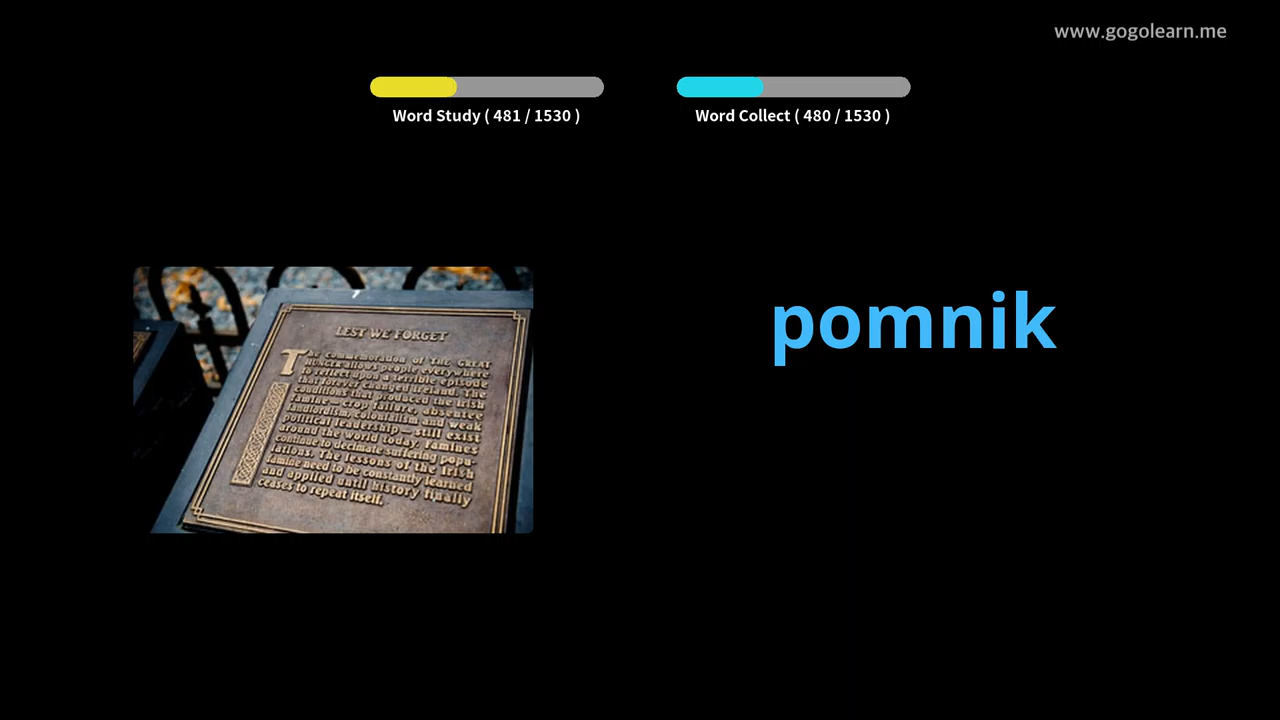 www.gogolearn.me
Word Study ( 481 / 1530 )
Word Collect ( 480 / 1530 )
pomnik
LEST WE FORGET
The commemoration of THE GREAT
HUNGER allows people everywhere
to reflect upon a terrible episode
that forever changed Ireland. The
conditions that produced the Irish
famine — crop failure, absentee
landlordism, colonialism and weak
political leadership — still exist
around the world today. Famines
continue to decimate suffering popu-
lations. The lessons of the Irish
famine need to be constantly learned
and applied until history finally
ceases to repeat itself.